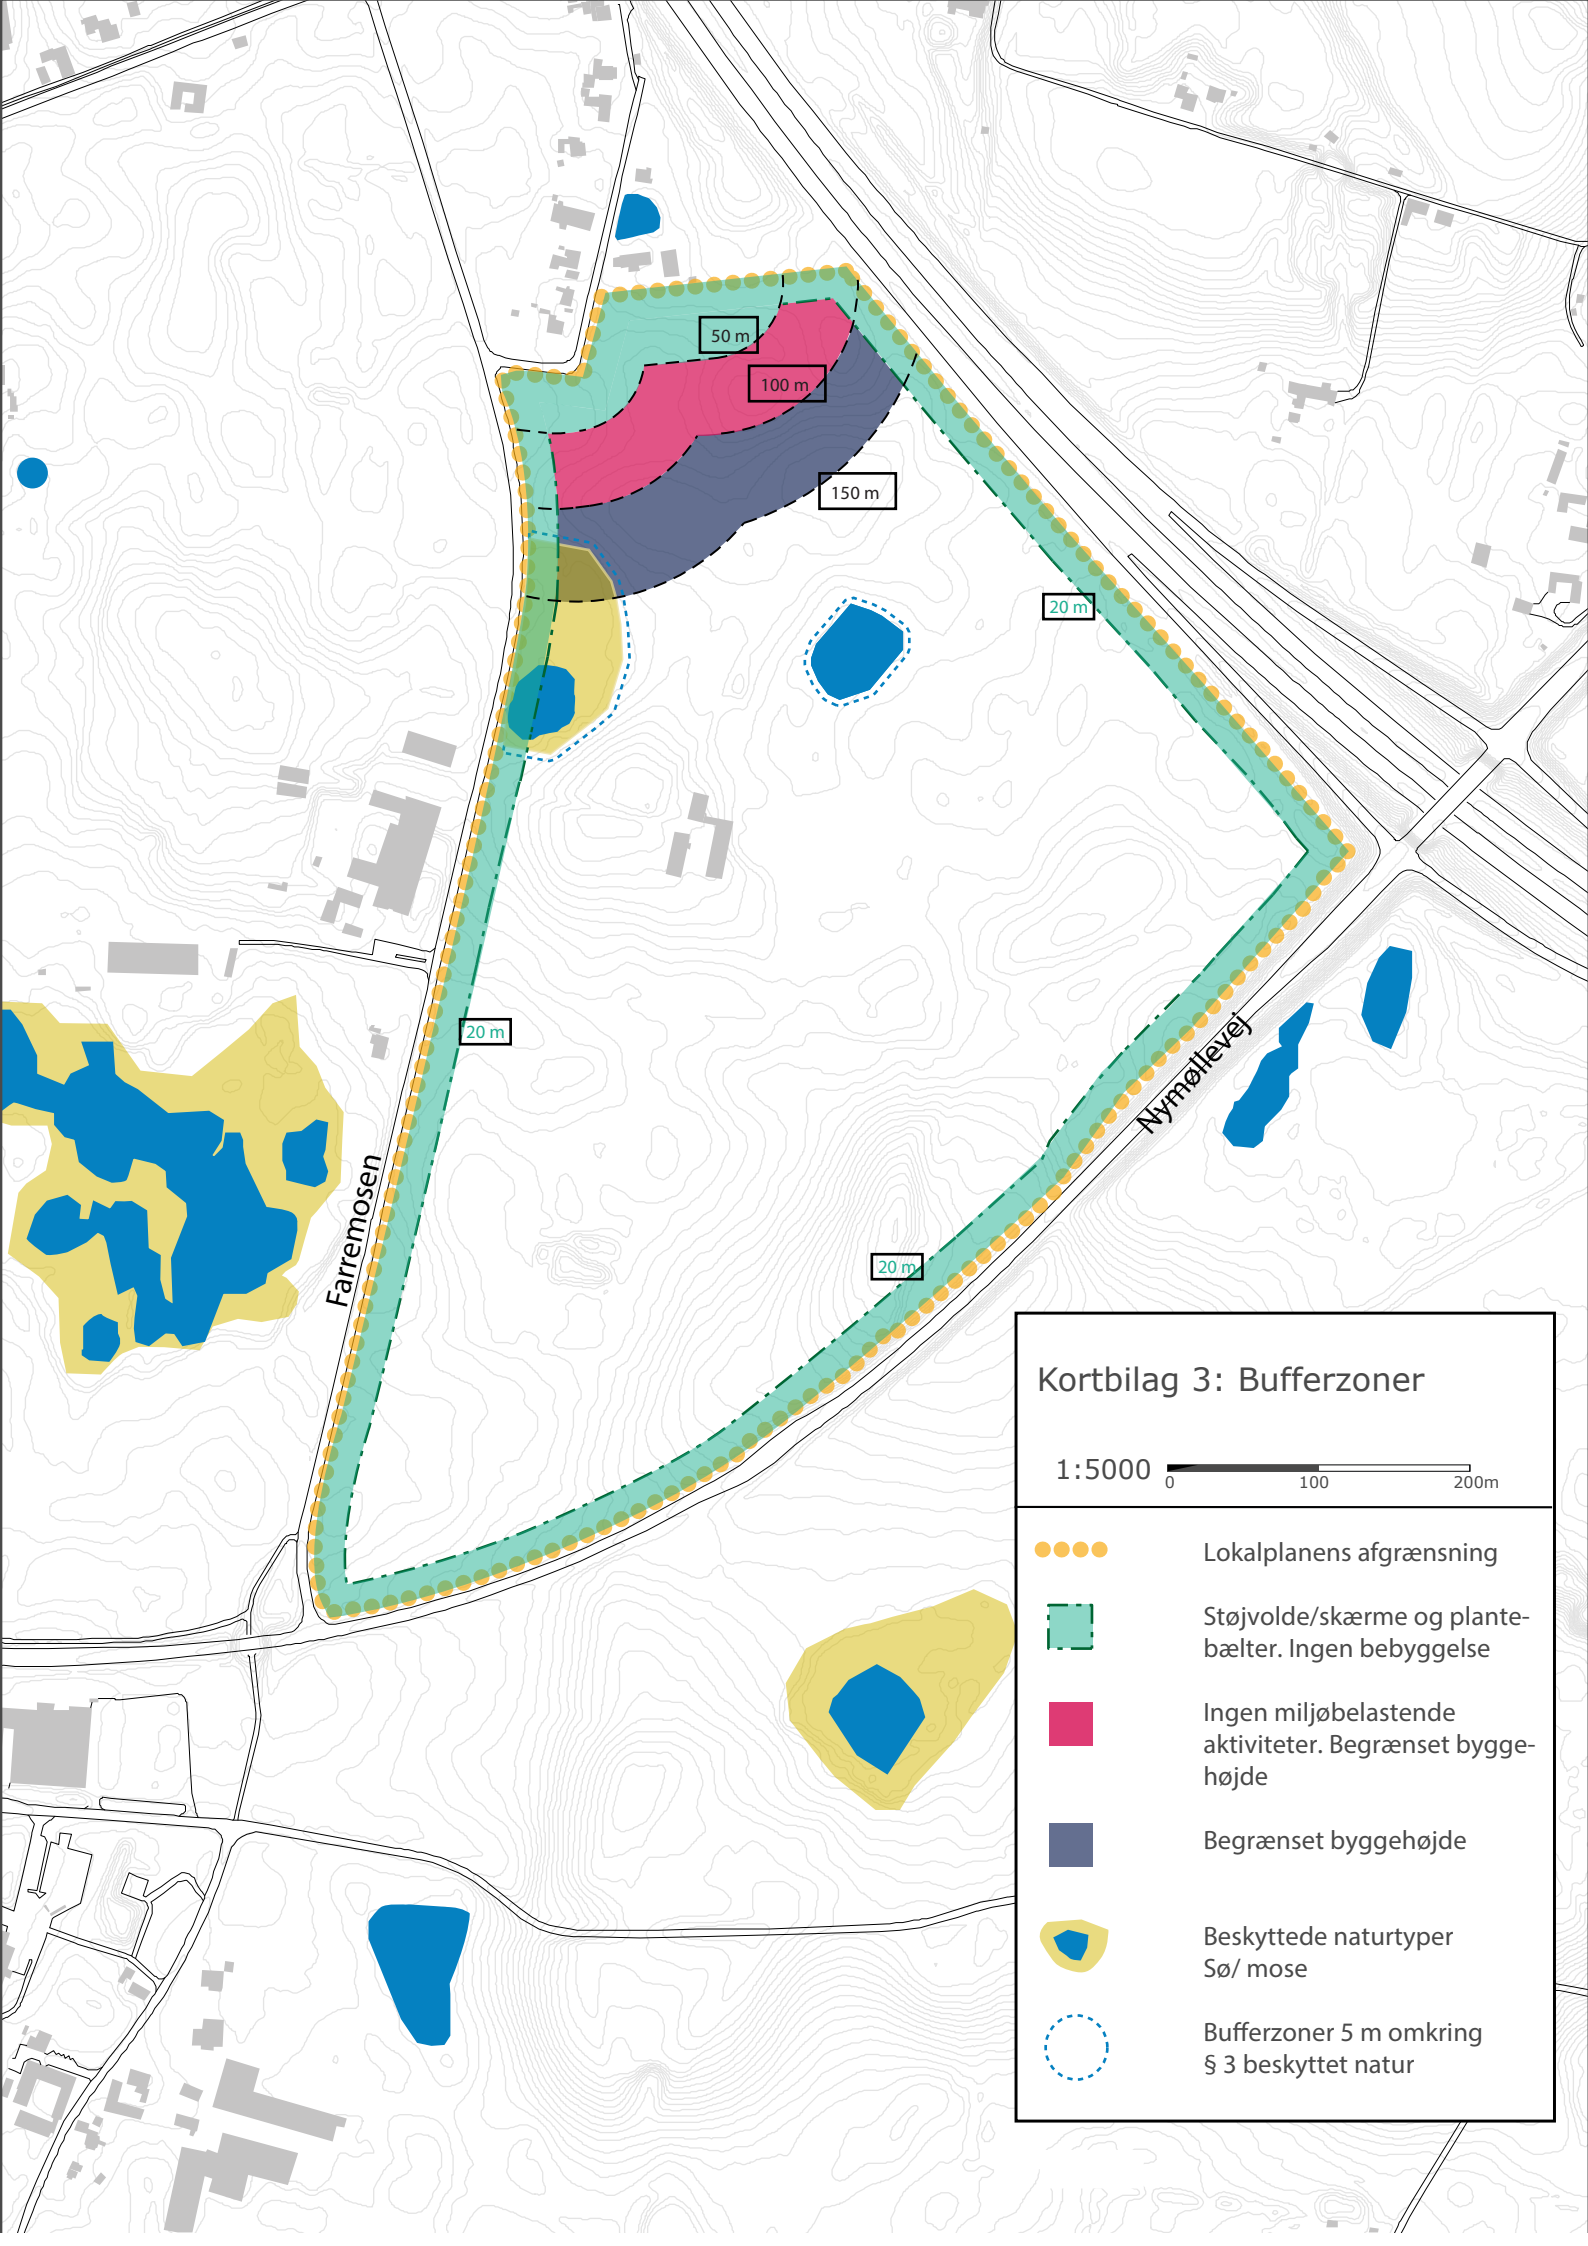 50 m
100 m
150 m
20 m
20 m
Nymøllevej
Farremosen
20 m
Kortbilag 3: Bufferzoner
1:5000
0 100 200m
Lokalplanens afgrænsning
Støjvolde/skærme og plante-
bælter. Ingen bebyggelse
Ingen miljøbelastende
aktiviteter. Begrænset bygge-
højde
Begrænset byggehøjde
Beskyttede naturtyper
Sø/ mose
Bufferzoner 5 m omkring
§ 3 beskyttet natur